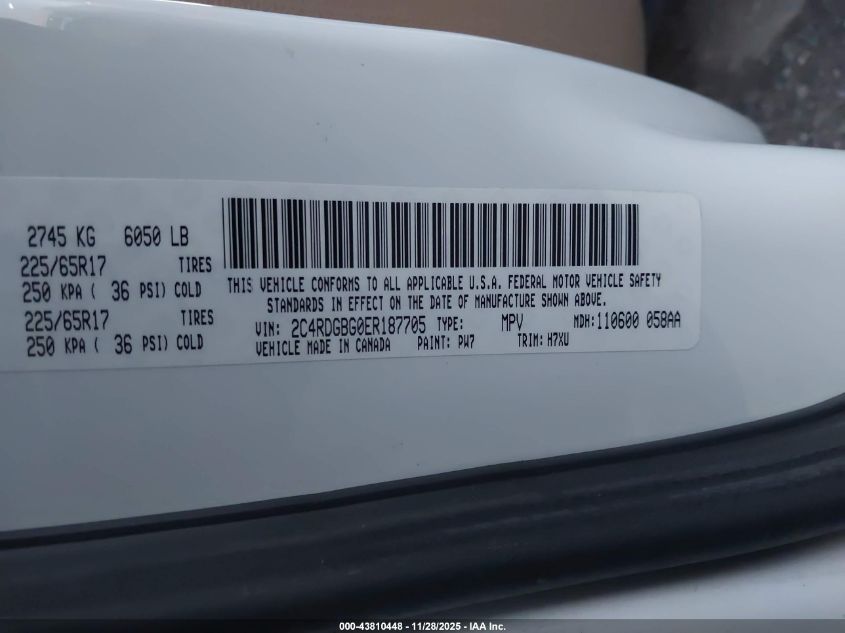 2745 KG 6050 LB
225/65R17 TIRES
250 KPA ( 36 PSI) COLD
225/65R17 TIRES
250 KPA ( 36 PSI) COLD
THIS VEHICLE CONFORMS TO ALL APPLICABLE U.S.A. FEDERAL MOTOR VEHICLE SAFETY
STANDARDS IN EFFECT ON THE DATE OF MANUFACTURE SHOWN ABOVE.
VIN: 2C4RDGBG0ER187705 TYPE: MPV MDH:110600 058AA
VEHICLE MADE IN CANADA PAINT: PW7 TRIM: H7XU
000-43810448 - 11/28/2025 - IAA Inc.